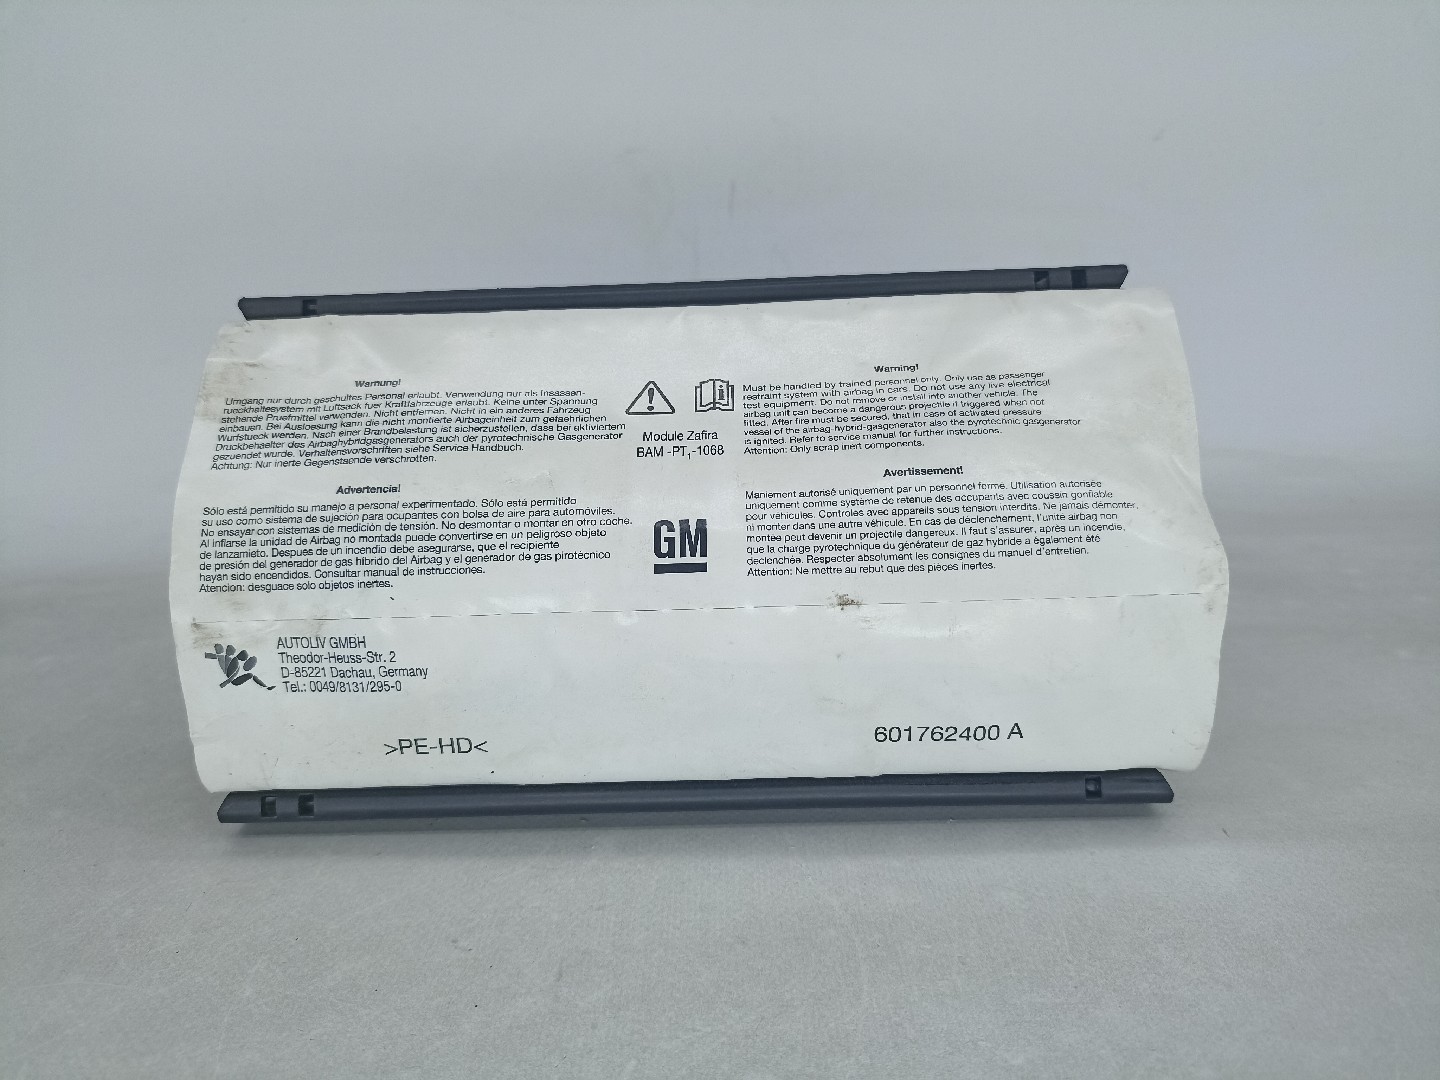 Warnung!
Umgang nur durch geschultes Personal erlaubt. Verwendung nur als Insassen-
rueckhaltesystem mit Luftsack fuer Kraftfahrzeuge erlaubt. Keine unter Spannung
stehende Pruefmittel verwenden. Nicht entfernen. Nicht in ein anderes Fahrzeug
einbauen. Bei Ausloesung kann die nicht montierte Airbageinheit zum gefaehrlichen
Wurfstueck werden. Nach einer Brandbelastung ist sicherzustellen, dass bei aktiviertem
Druckbehaelter des Airbaghybridgasgenerators auch der pyrotechnische Gasgenerator
gezuendet wurde. Verhaltensvorschriften siehe Service Handbuch.
Achtung: Nur inerte Gegenstaende verschrotten.
Module Zafira
BAM -PT1-1068
Warning!
Must be handled by trained personnel only. Only use as passenger
restraint system with airbag in cars. Do not use any live electrical
test equipment. Do not remove or install into another vehicle. The
airbag unit can become a dangerous projectile if triggered when not
fitted. After fire must be secured, that in case of activated pressure
vessel of the airbag-hybrid-gasgenerator also the pyrotechnic gasgenerator
is ignited. Refer to service manual for further instructions.
Attention: Only scrap inert components.
Advertencia!
Sólo está permitido su manejo a personal experimentado. Sólo está permitido
su uso como sistema de sujeción para ocupantes con bolsa de aire para automóviles.
No ensayar con sistemas de medición de tensión. No desmontar o montar en otro coche.
Al inflarse la unidad de Airbag no montada puede convertirse en un peligroso objeto
de lanzamieto. Despues de un incendio debe asegurarse, que el recipiente
de presión del generador de gas híbrido del Airbag y el generador de gas pirotécnico
hayan sido encendidos. Consultar manual de instrucciones.
Atencion: desguace solo objetos inertes.
GM
Avertissement!
Maniement autorisé uniquement par un personnel forme. Utilisation autorisée
uniquement comme système de retenue des occupants avec coussin gonflable
pour véhicules. Controles avec appareils sous tension interdits. Ne jamais démonter,
ni monter dans une autre véhicule. En cas de déclenchement, l'unite airbag non
montée peut devenir un projectile dangereux. Il faut s'assurer, après un incendie,
que la charge pyrotechnique du générateur de gaz hybride a également été
declenchée. Respecter absolument les consignes du manuel d'entretien.
Attention: Ne mettre au rebut que des pièces inertes.
AUTOLIV GMBH
Theodor-Heuss-Str. 2
D-85221 Dachau, Germany
Tel.: 0049/8131/295-0
>PE-HD<
601762400 A